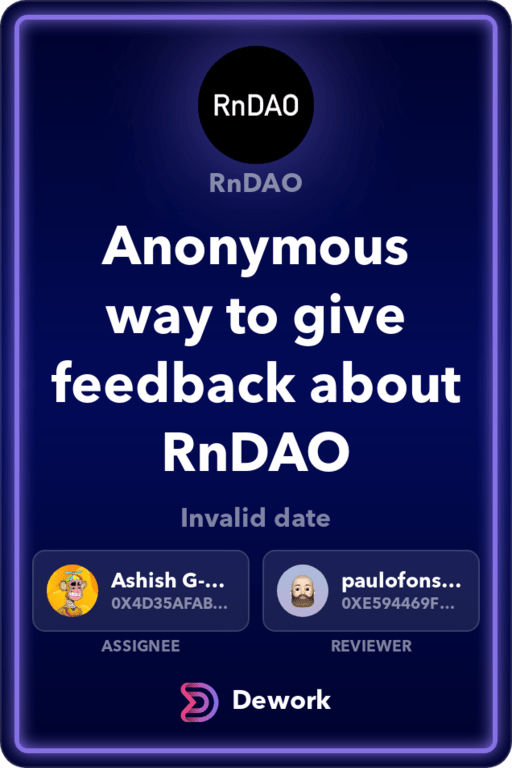 RnDAO
RnDAO
Anonymous
way to give
feedback about
RnDAO
Invalid date
Ashish G-...
0X4D35AFAB...
ASSIGNEE
paulofons...
0XE594469F...
REVIEWER
Dework